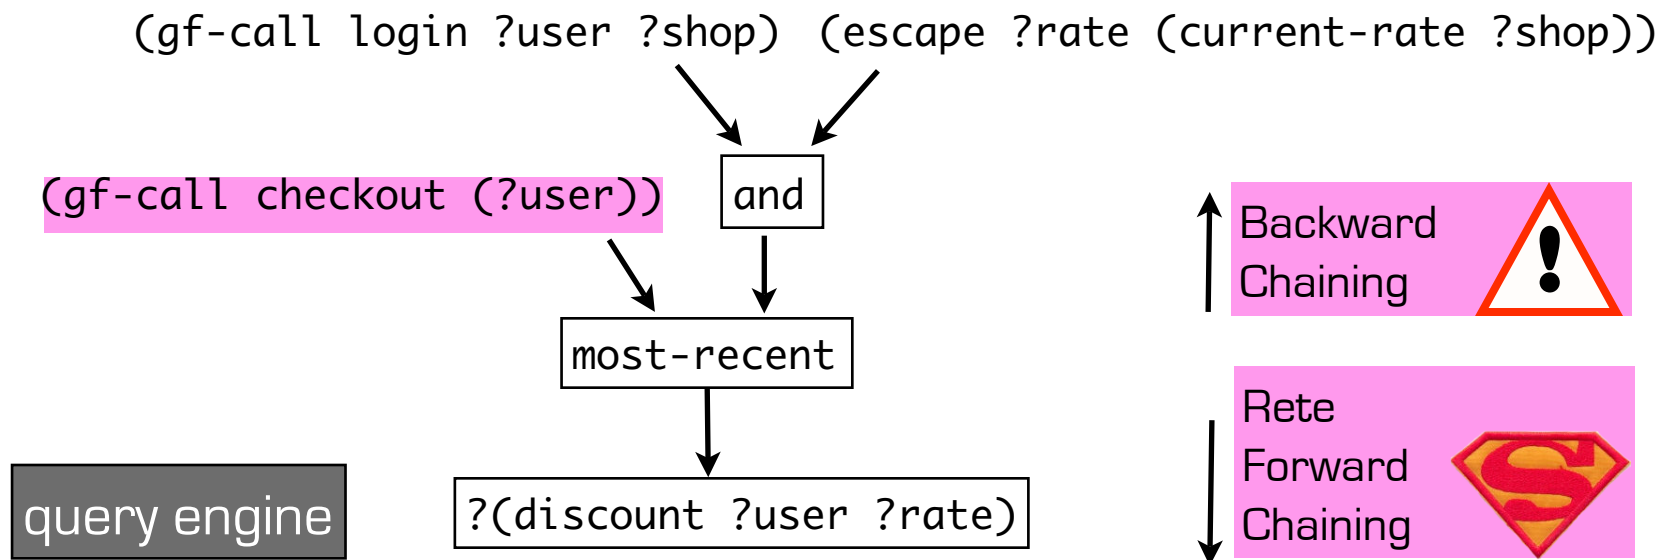 (gf-call login ?user ?shop) (escape ?rate (current-rate ?shop))
(gf-call checkout (?user))
and
Backward
Chaining
!
most-recent
Rete
Forward
Chaining
S
query engine
?(discount ?user ?rate)